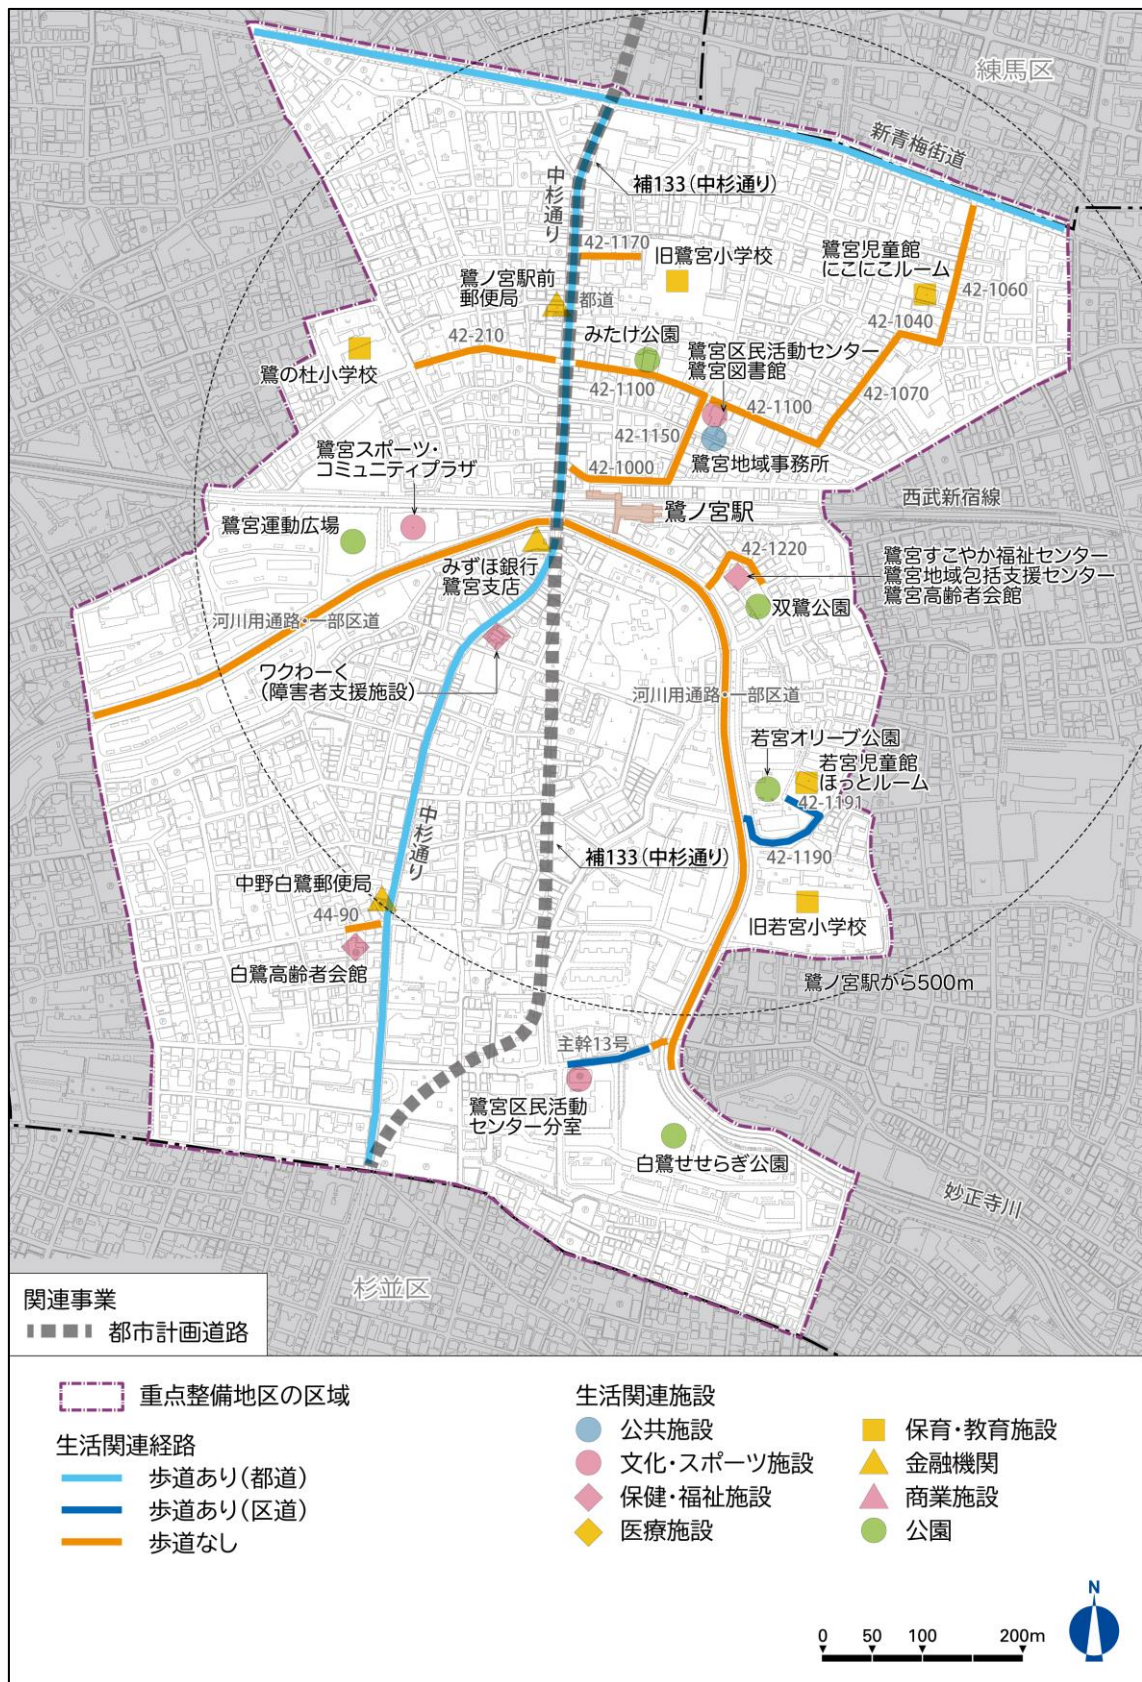 練馬区
新青梅街道
中杉通り
補133(中杉通り)
42-1170
旧鷺宮小学校
鷺宮児童館
にこにこルーム
鷺ノ宮駅前
郵便局
都道
42-1060
42-1040
42-210
みたけ公園
鷺宮区民活動センター
鷺宮図書館
鷺の杜小学校
42-1100
42-1100
42-1070
42-1150
鷺宮スポーツ・
コミュニティプラザ
42-1000
鷺宮地域事務所
西武新宿線
鷺ノ宮駅
鷺宮運動広場
42-1220
鷺宮すこやか福祉センター
鷺宮地域包括支援センター
鷺宮高齢者会館
みずほ銀行
鷺宮支店
双鷺公園
河川用通路・一部区道
ワクわーく
(障害者支援施設)
河川用通路・一部区道
若宮オリーブ公園
若宮児童館
ほっとルーム
42-1191
中杉通り
42-1190
補133(中杉通り)
中野白鷺郵便局
44-90
旧若宮小学校
白鷺高齢者会館
鷺ノ宮駅から500m
主幹13号
鷺宮区民活動
センター分室
白鷺せせらぎ公園
妙正寺川
杉並区
関連事業
都市計画道路
重点整備地区の区域
生活関連経路
歩道あり(都道)
歩道あり(区道)
歩道なし
生活関連施設
公共施設
文化・スポーツ施設
保健・福祉施設
医療施設
保育・教育施設
金融機関
商業施設
公園
N
0 50 100 200m